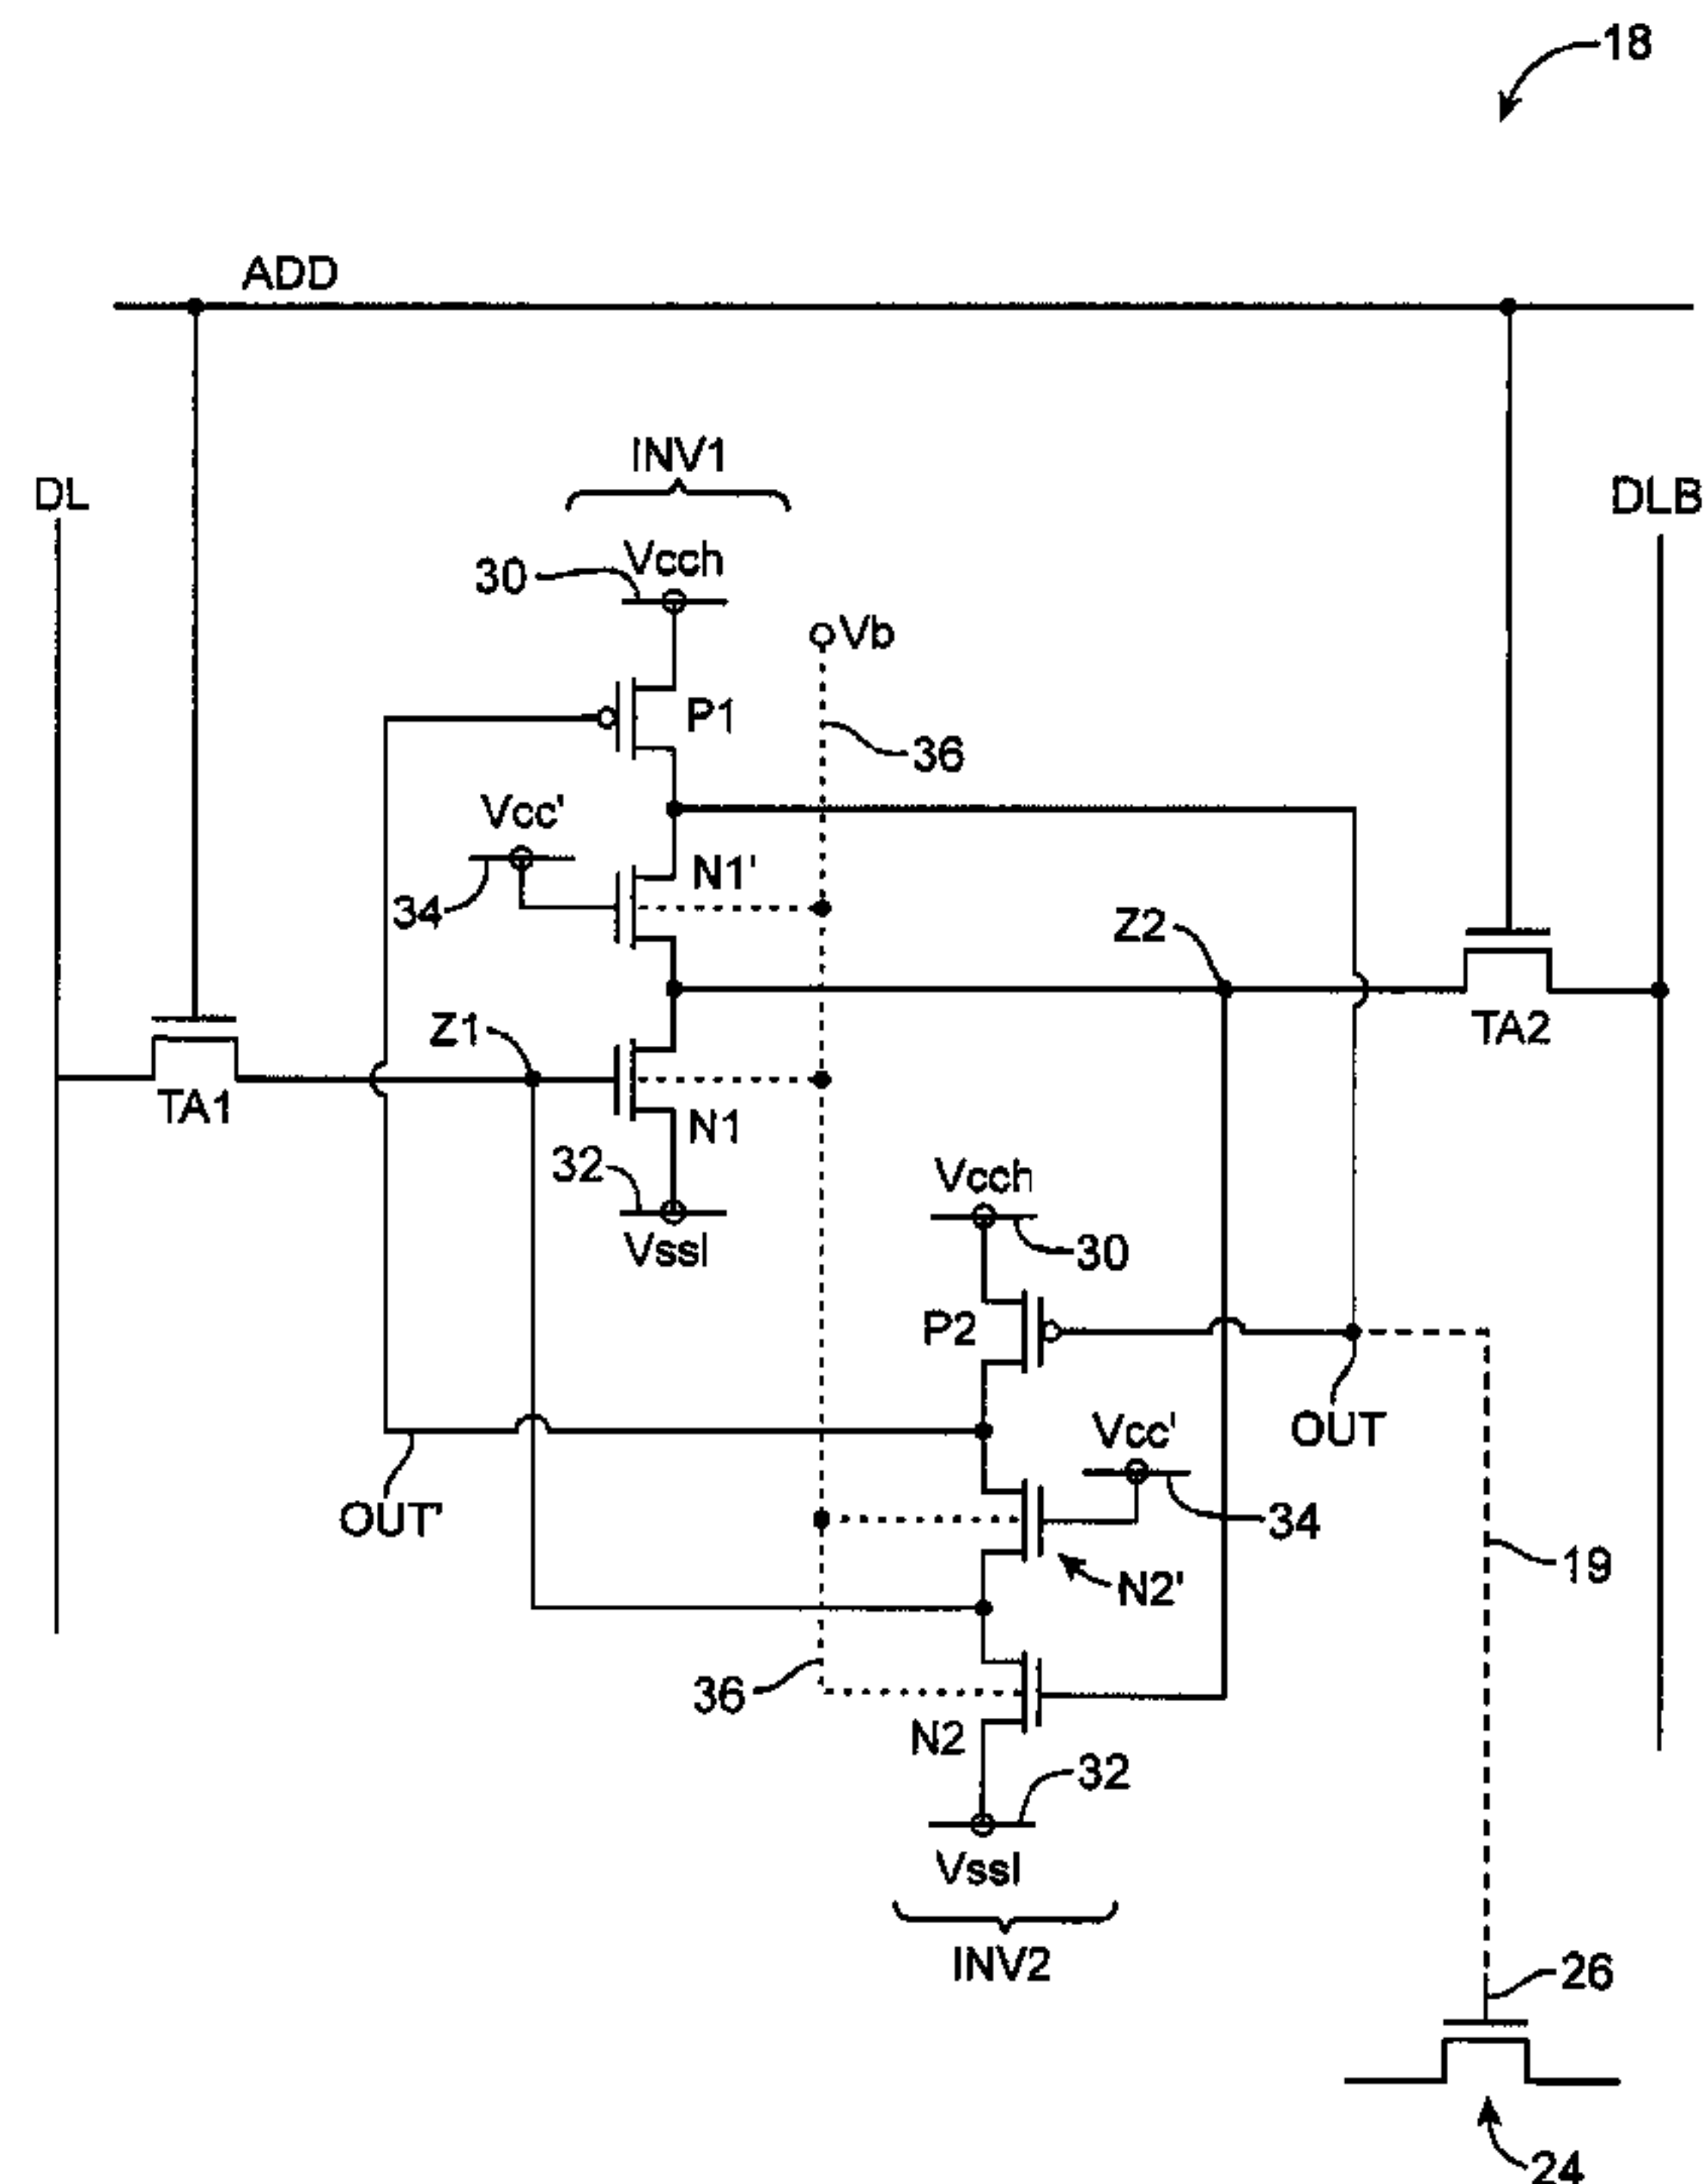 18
ADD
INV1
DL
DLB
Vcch
30
Vb
P1
36
Vcc'
N1'
34
Z2
Z1
TA2
TA1
N1
32
Vcch
Vssl
30
P2
Vcc'
OUT
OUT'
34
19
N2'
36
N2
32
Vssl
INV2
26
24